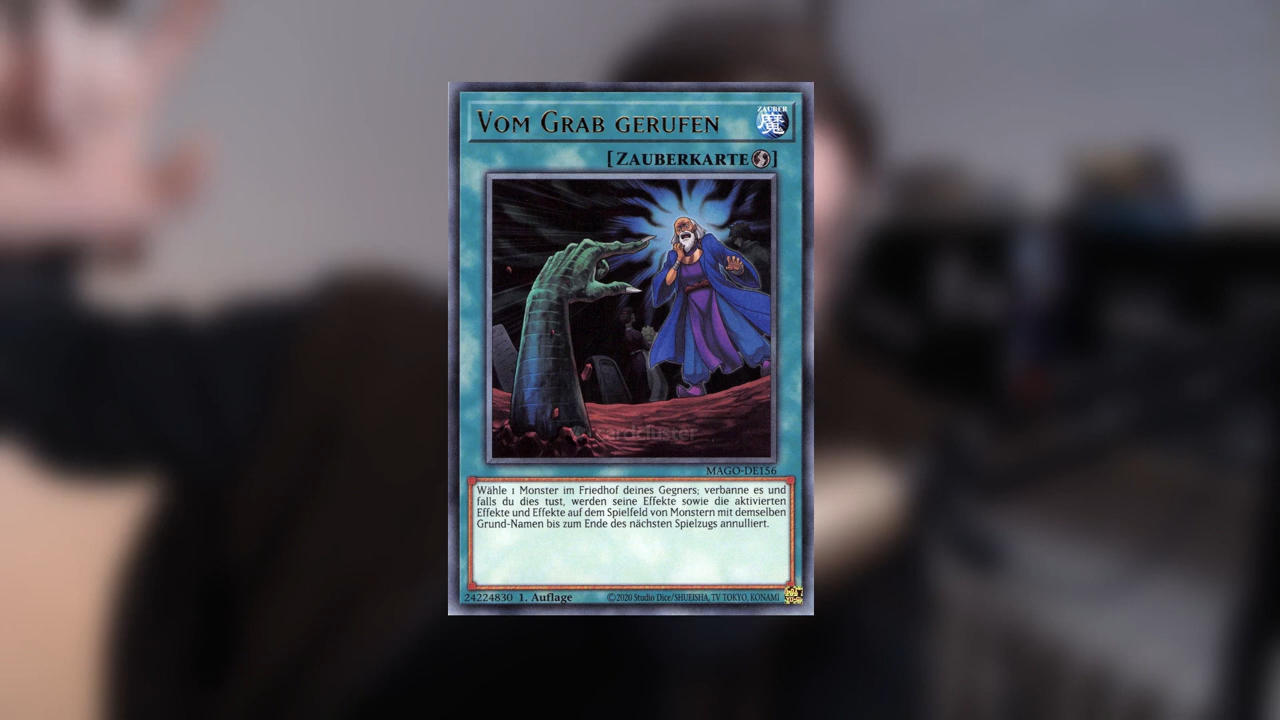 Vom Grab gerufen
ZAUBER
魔
[Zauberkarte]
cardcluster
MAGO-DE156
Wähle 1 Monster im Friedhof deines Gegners; verbanne es und
falls du dies tust, werden seine Effekte sowie die aktivierten
Effekte und Effekte auf dem Spielfeld von Monstern mit demselben
Grund-Namen bis zum Ende des nächsten Spielzugs annulliert.
24224830 1. Auflage ©2020 Studio Dice/SHUEISHA, TV TOKYO, KONAMI